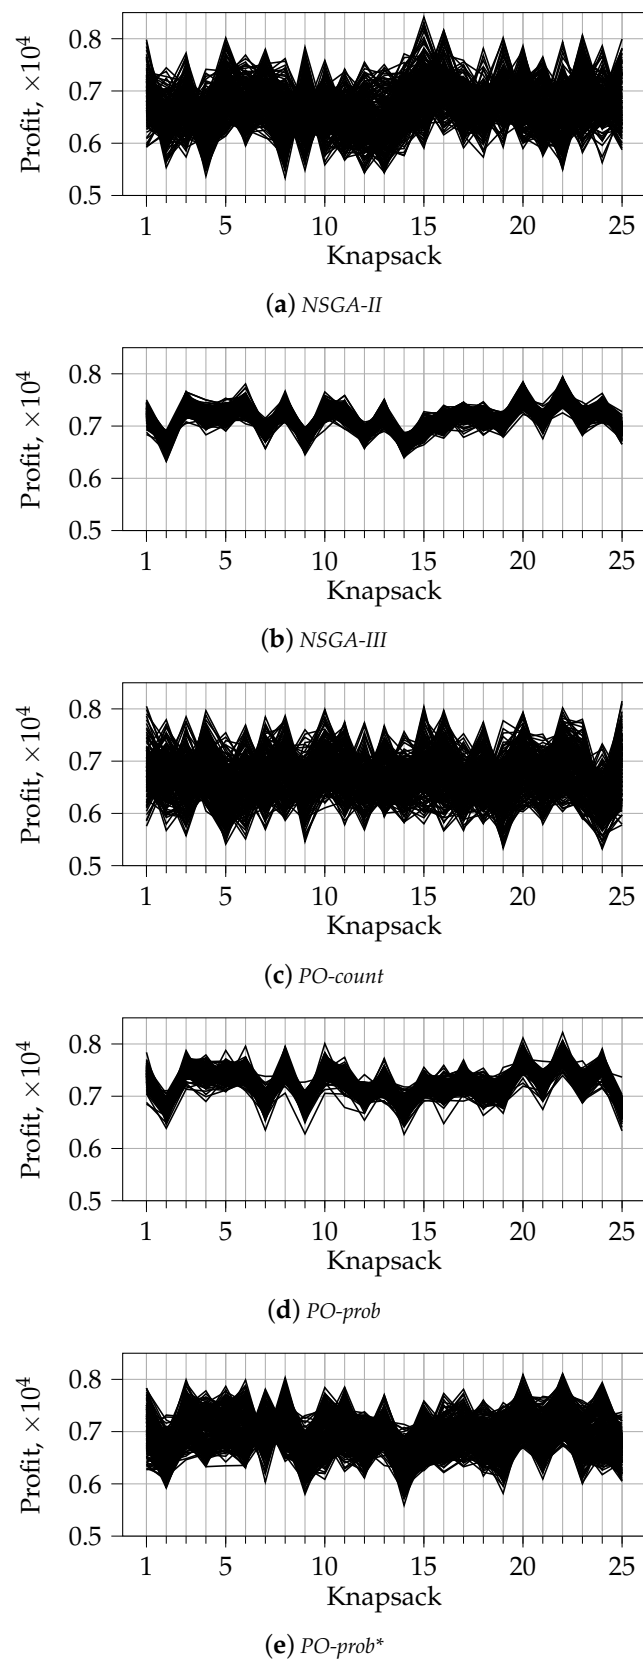 0.8
0.7
0.6
0.5
Profit, ×10⁴
1 5 10 15 20 25
Knapsack
(a) NSGA-II
0.8
0.7
0.6
0.5
Profit, ×10⁴
1 5 10 15 20 25
Knapsack
(b) NSGA-III
0.8
0.7
0.6
0.5
Profit, ×10⁴
1 5 10 15 20 25
Knapsack
(c) PO-count
0.8
0.7
0.6
0.5
Profit, ×10⁴
1 5 10 15 20 25
Knapsack
(d) PO-prob
0.8
0.7
0.6
0.5
Profit, ×10⁴
1 5 10 15 20 25
Knapsack
(e) PO-prob*